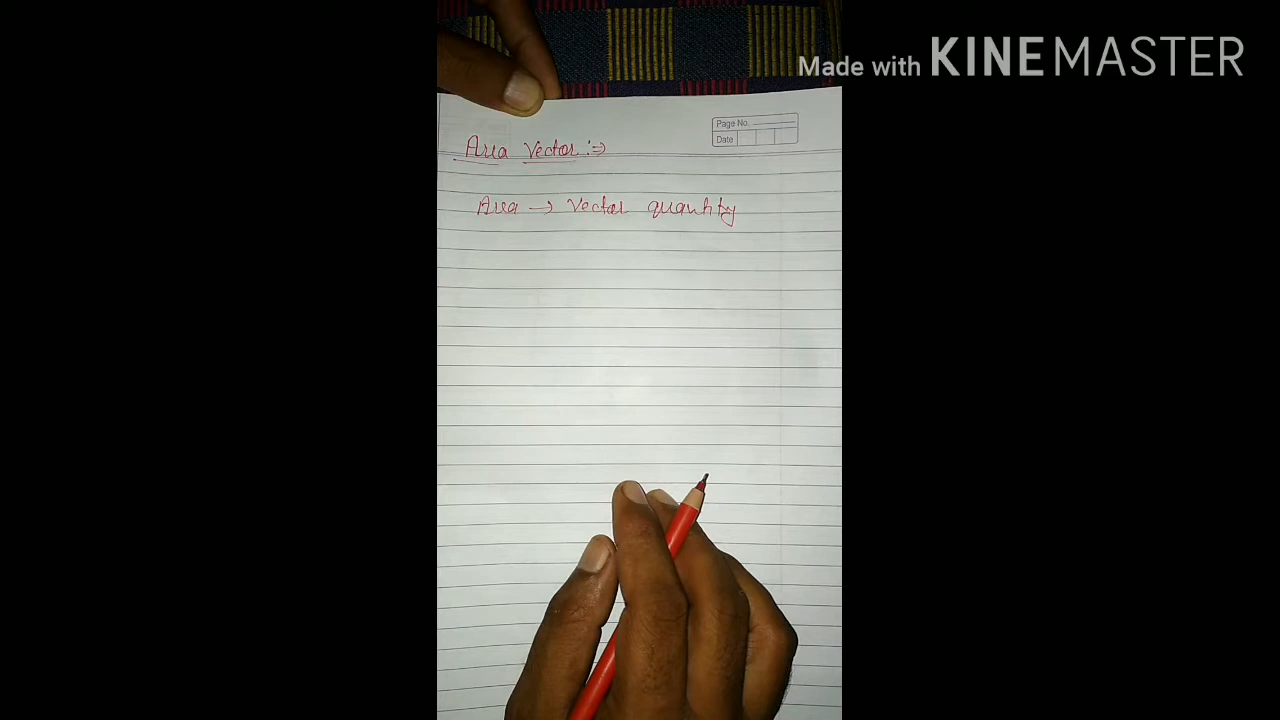 Made with KINEMASTER
Page No.
Date
Area Vector :⇒
Area → Vector quantity